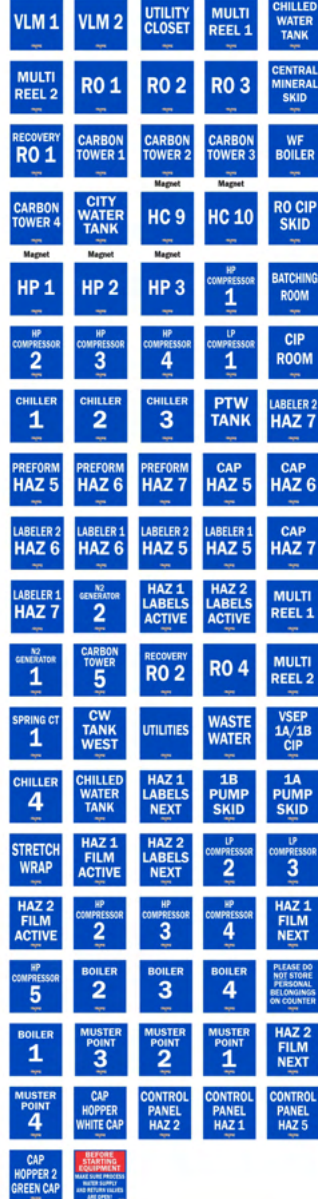 VLM 1
VLM 2
UTILITY
CLOSET
MULTI
REEL 1
CHILLED
WATER
TANK
MULTI
REEL 2
RO 1
RO 2
RO 3
CENTRAL
MINERAL
SKID
RECOVERY
RO 1
CARBON
TOWER 1
CARBON
TOWER 2
CARBON
TOWER 3
WF
BOILER
Magnet
Magnet
CARBON
TOWER 4
CITY
WATER
TANK
HC 9
HC 10
RO CIP
SKID
Magnet
Magnet
Magnet
HP 1
HP 2
HP 3
HP
COMPRESSOR
1
BATCHING
ROOM
HP
COMPRESSOR
2
HP
COMPRESSOR
3
HP
COMPRESSOR
4
LP
COMPRESSOR
1
CIP
ROOM
CHILLER
1
CHILLER
2
CHILLER
3
PTW
TANK
LABELER 2
HAZ 7
PREFORM
HAZ 5
PREFORM
HAZ 6
PREFORM
HAZ 7
CAP
HAZ 5
CAP
HAZ 6
LABELER 2
HAZ 6
LABELER 1
HAZ 6
LABELER 2
HAZ 5
LABELER 1
HAZ 5
CAP
HAZ 7
LABELER 1
HAZ 7
N2
GENERATOR
2
HAZ 1
LABELS
ACTIVE
HAZ 2
LABELS
ACTIVE
MULTI
REEL 1
N2
GENERATOR
1
CARBON
TOWER
5
RECOVERY
RO 2
RO 4
MULTI
REEL 2
SPRING CT
1
CW
TANK
WEST
UTILITIES
WASTE
WATER
VSEP
1A/1B
CIP
CHILLER
4
CHILLED
WATER
TANK
HAZ 1
LABELS
NEXT
1B
PUMP
SKID
1A
PUMP
SKID
STRETCH
WRAP
HAZ 1
FILM
ACTIVE
HAZ 2
LABELS
NEXT
LP
COMPRESSOR
2
LP
COMPRESSOR
3
HAZ 2
FILM
ACTIVE
HP
COMPRESSOR
2
HP
COMPRESSOR
3
HP
COMPRESSOR
4
HAZ 1
FILM
NEXT
HP
COMPRESSOR
5
BOILER
2
BOILER
3
BOILER
4
PLEASE DO
NOT STORE
PERSONAL
BELONGINGS
ON COUNTER
BOILER
1
MUSTER
POINT
3
MUSTER
POINT
2
MUSTER
POINT
1
HAZ 2
FILM
NEXT
MUSTER
POINT
4
CAP
HOPPER
WHITE CAP
CONTROL
PANEL
HAZ 2
CONTROL
PANEL
HAZ 1
CONTROL
PANEL
HAZ 5
CAP
HOPPER 2
GREEN CAP
BEFORE
STARTING
EQUIPMENT
MAKE SURE PROCESS
WATER SUPPLY
AND RETURN VALVES
ARE OPEN!